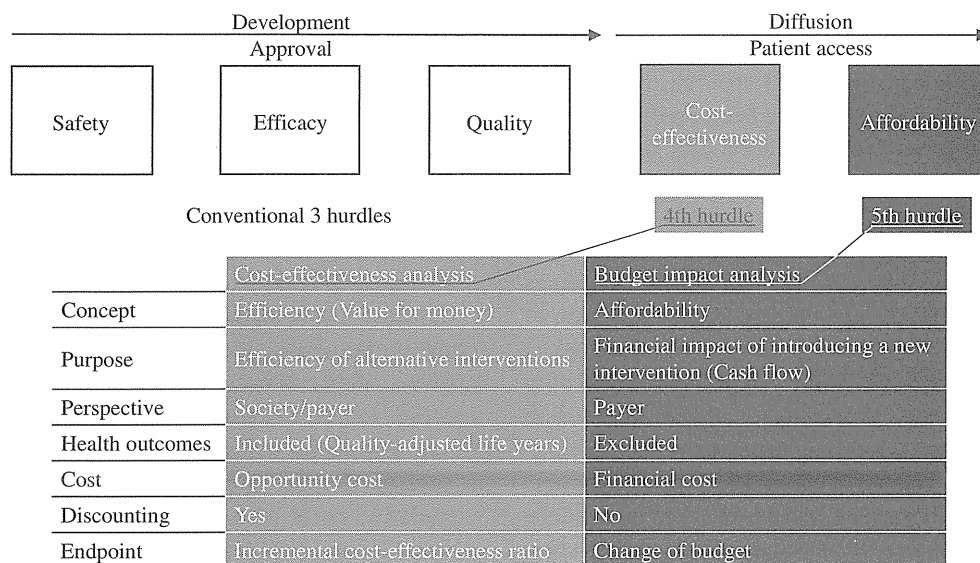 Development
Diffusion
Approval
Patient access
Safety
Efficacy
Quality
Cost-
effectiveness
Affordability
Conventional 3 hurdles
4th hurdle
5th hurdle
Cost-effectiveness analysis
Budget impact analysis
Concept
Efficiency (Value for money)
Affordability
Purpose
Efficiency of alternative interventions
Financial impact of introducing a new
intervention (Cash flow)
Perspective
Society/payer
Payer
Health outcomes
Included (Quality-adjusted life years)
Excluded
Cost
Opportunity cost
Financial cost
Discounting
Yes
No
Endpoint
Incremental cost-effectiveness ratio
Change of budget